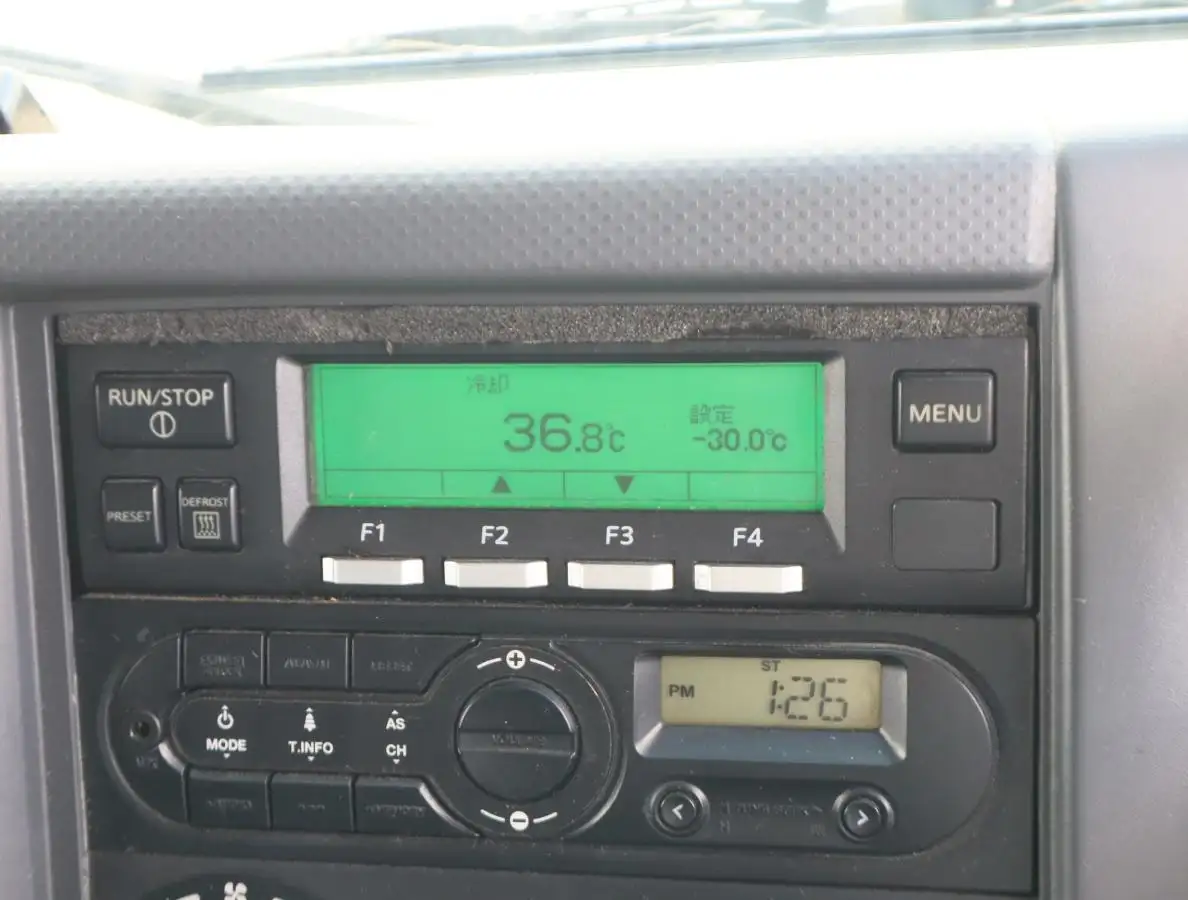 冷却
RUN/STOP
36.8℃
設定
-30.0℃
MENU
PRESET
DEFROST
▲ ▼
F1 F2 F3 F4
ST
PM 1:26
MODE
T.INFO
AS
CH
VOLUME